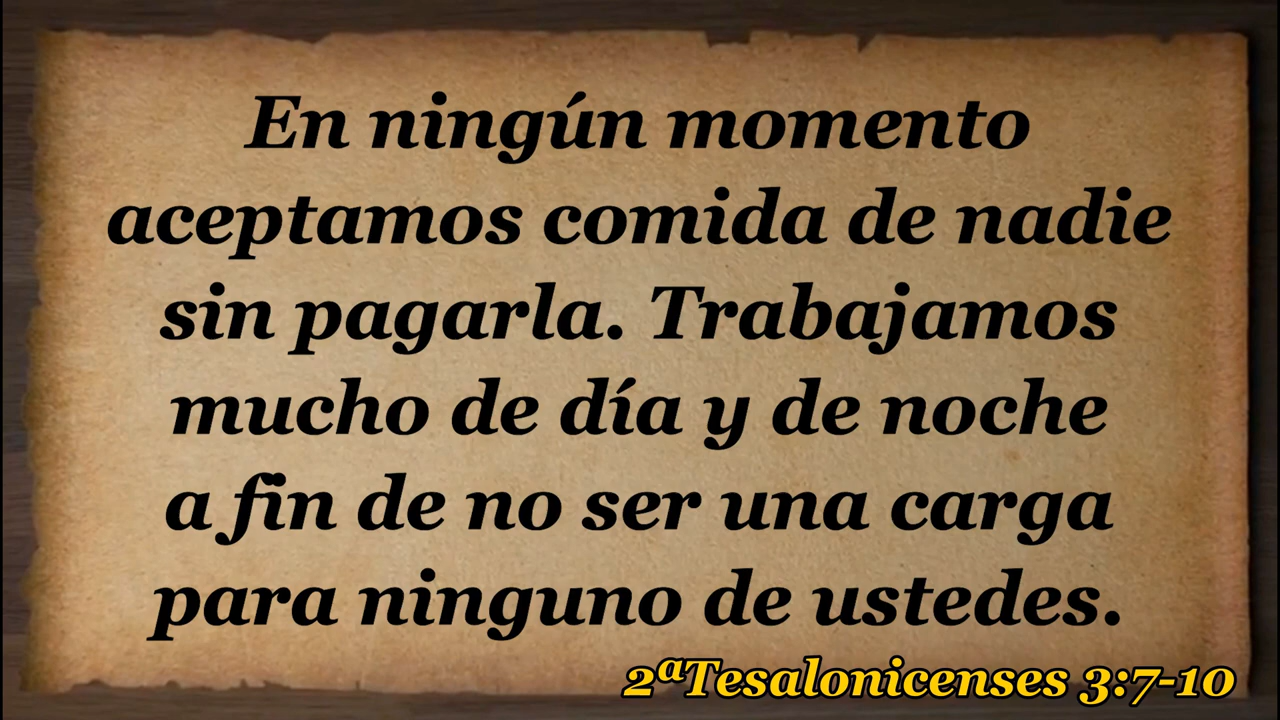 En ningún momento
aceptamos comida de nadie
sin pagarla. Trabajamos
mucho de día y de noche
a fin de no ser una carga
para ninguno de ustedes.
2ªTesalonicenses 3:7-10